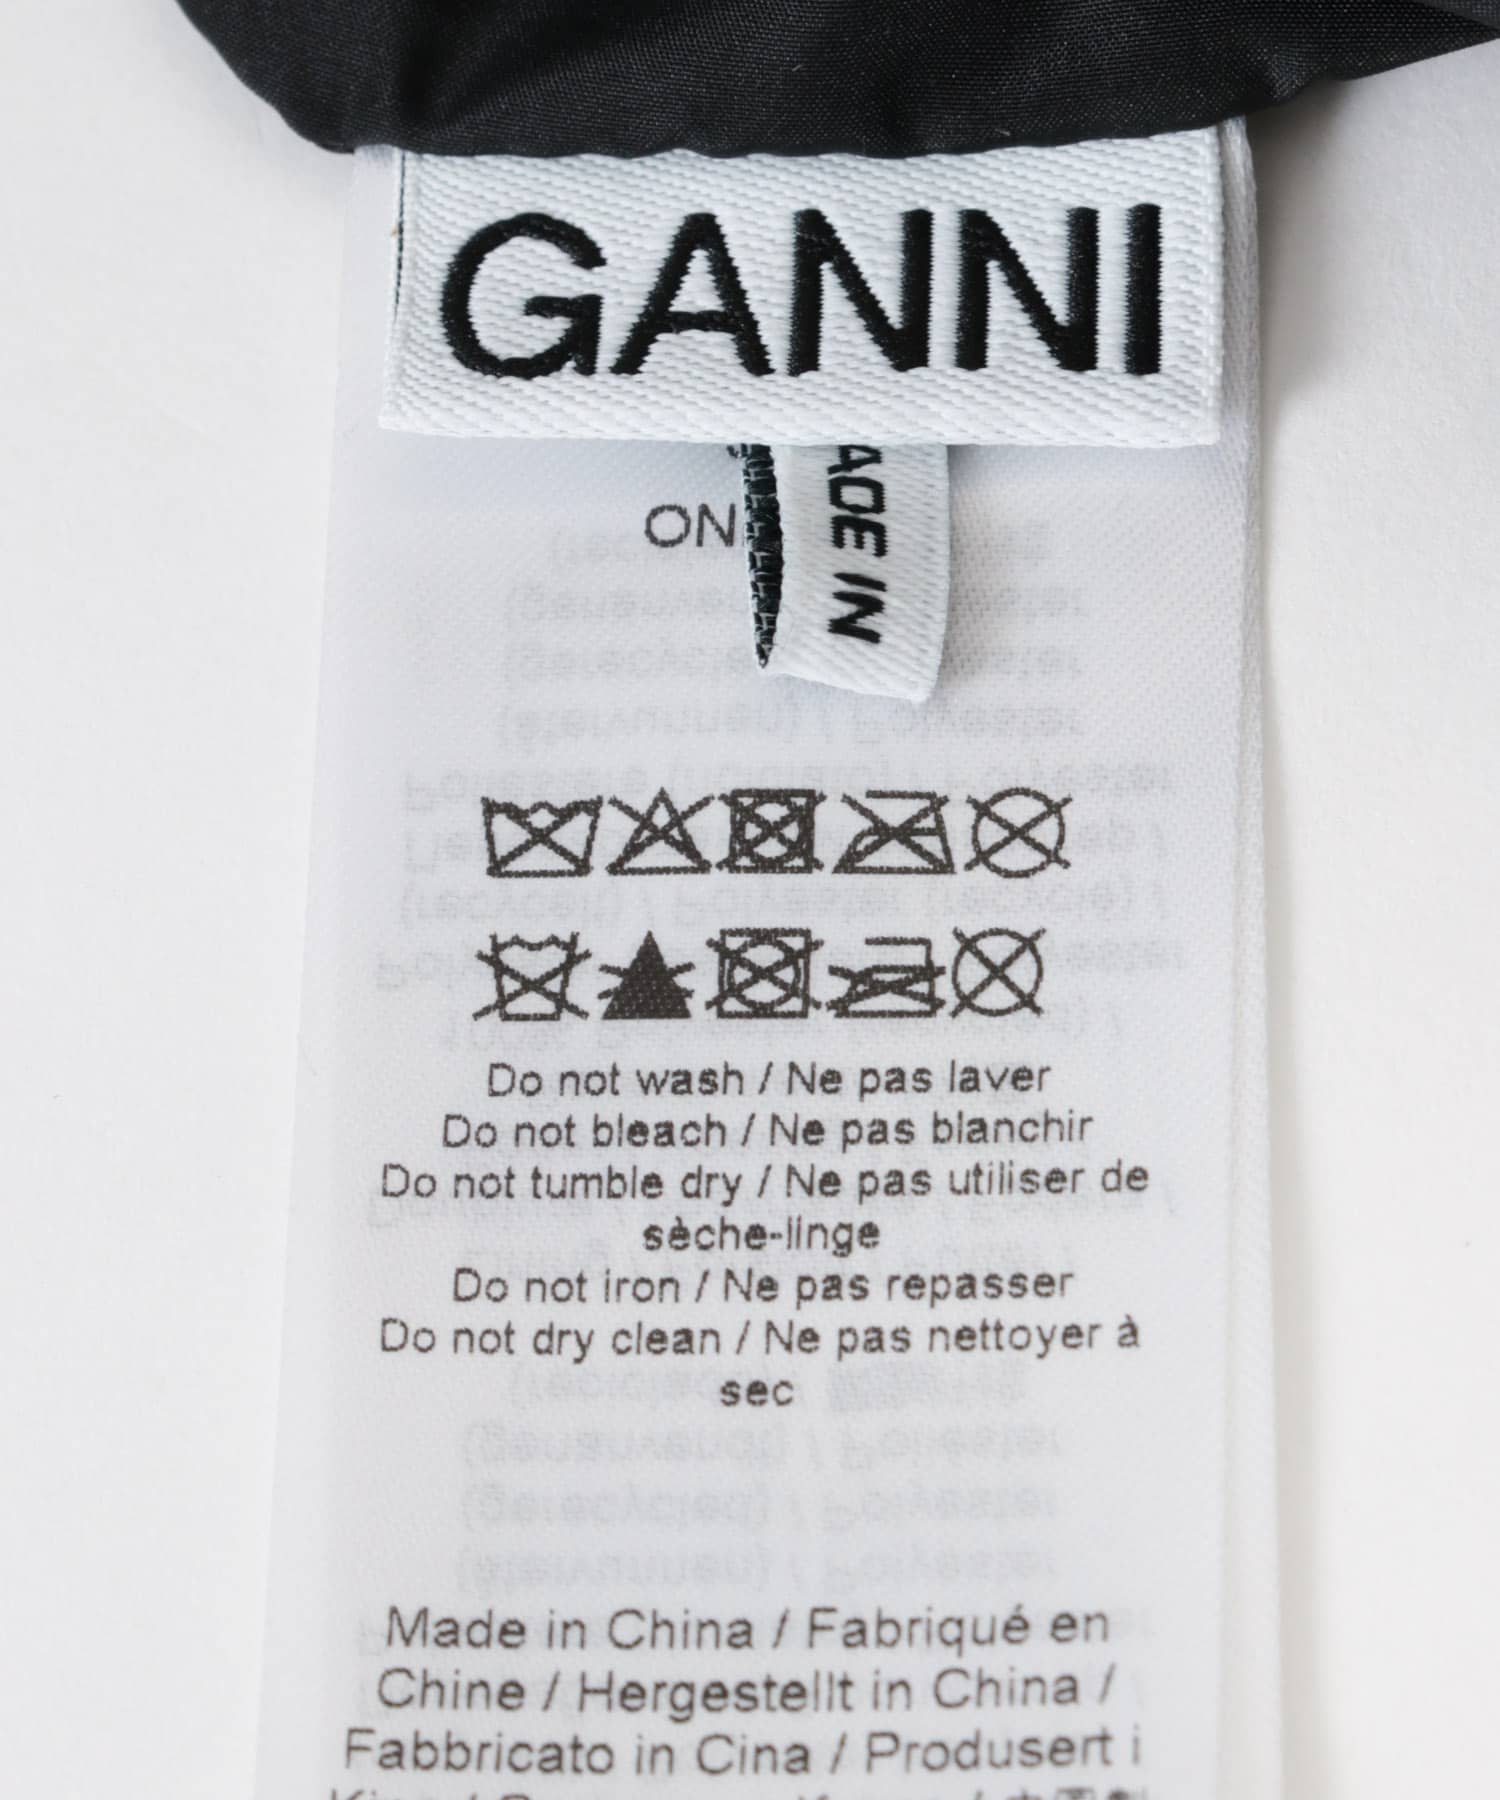 GANNI
ADE IN
ON
Do not wash / Ne pas laver
Do not bleach / Ne pas blanchir
Do not tumble dry / Ne pas utiliser de
sèche-linge
Do not iron / Ne pas repasser
Do not dry clean / Ne pas nettoyer à
sec
Made in China / Fabriqué en
Chine / Hergestellt in China /
Fabbricato in Cina / Produsert i